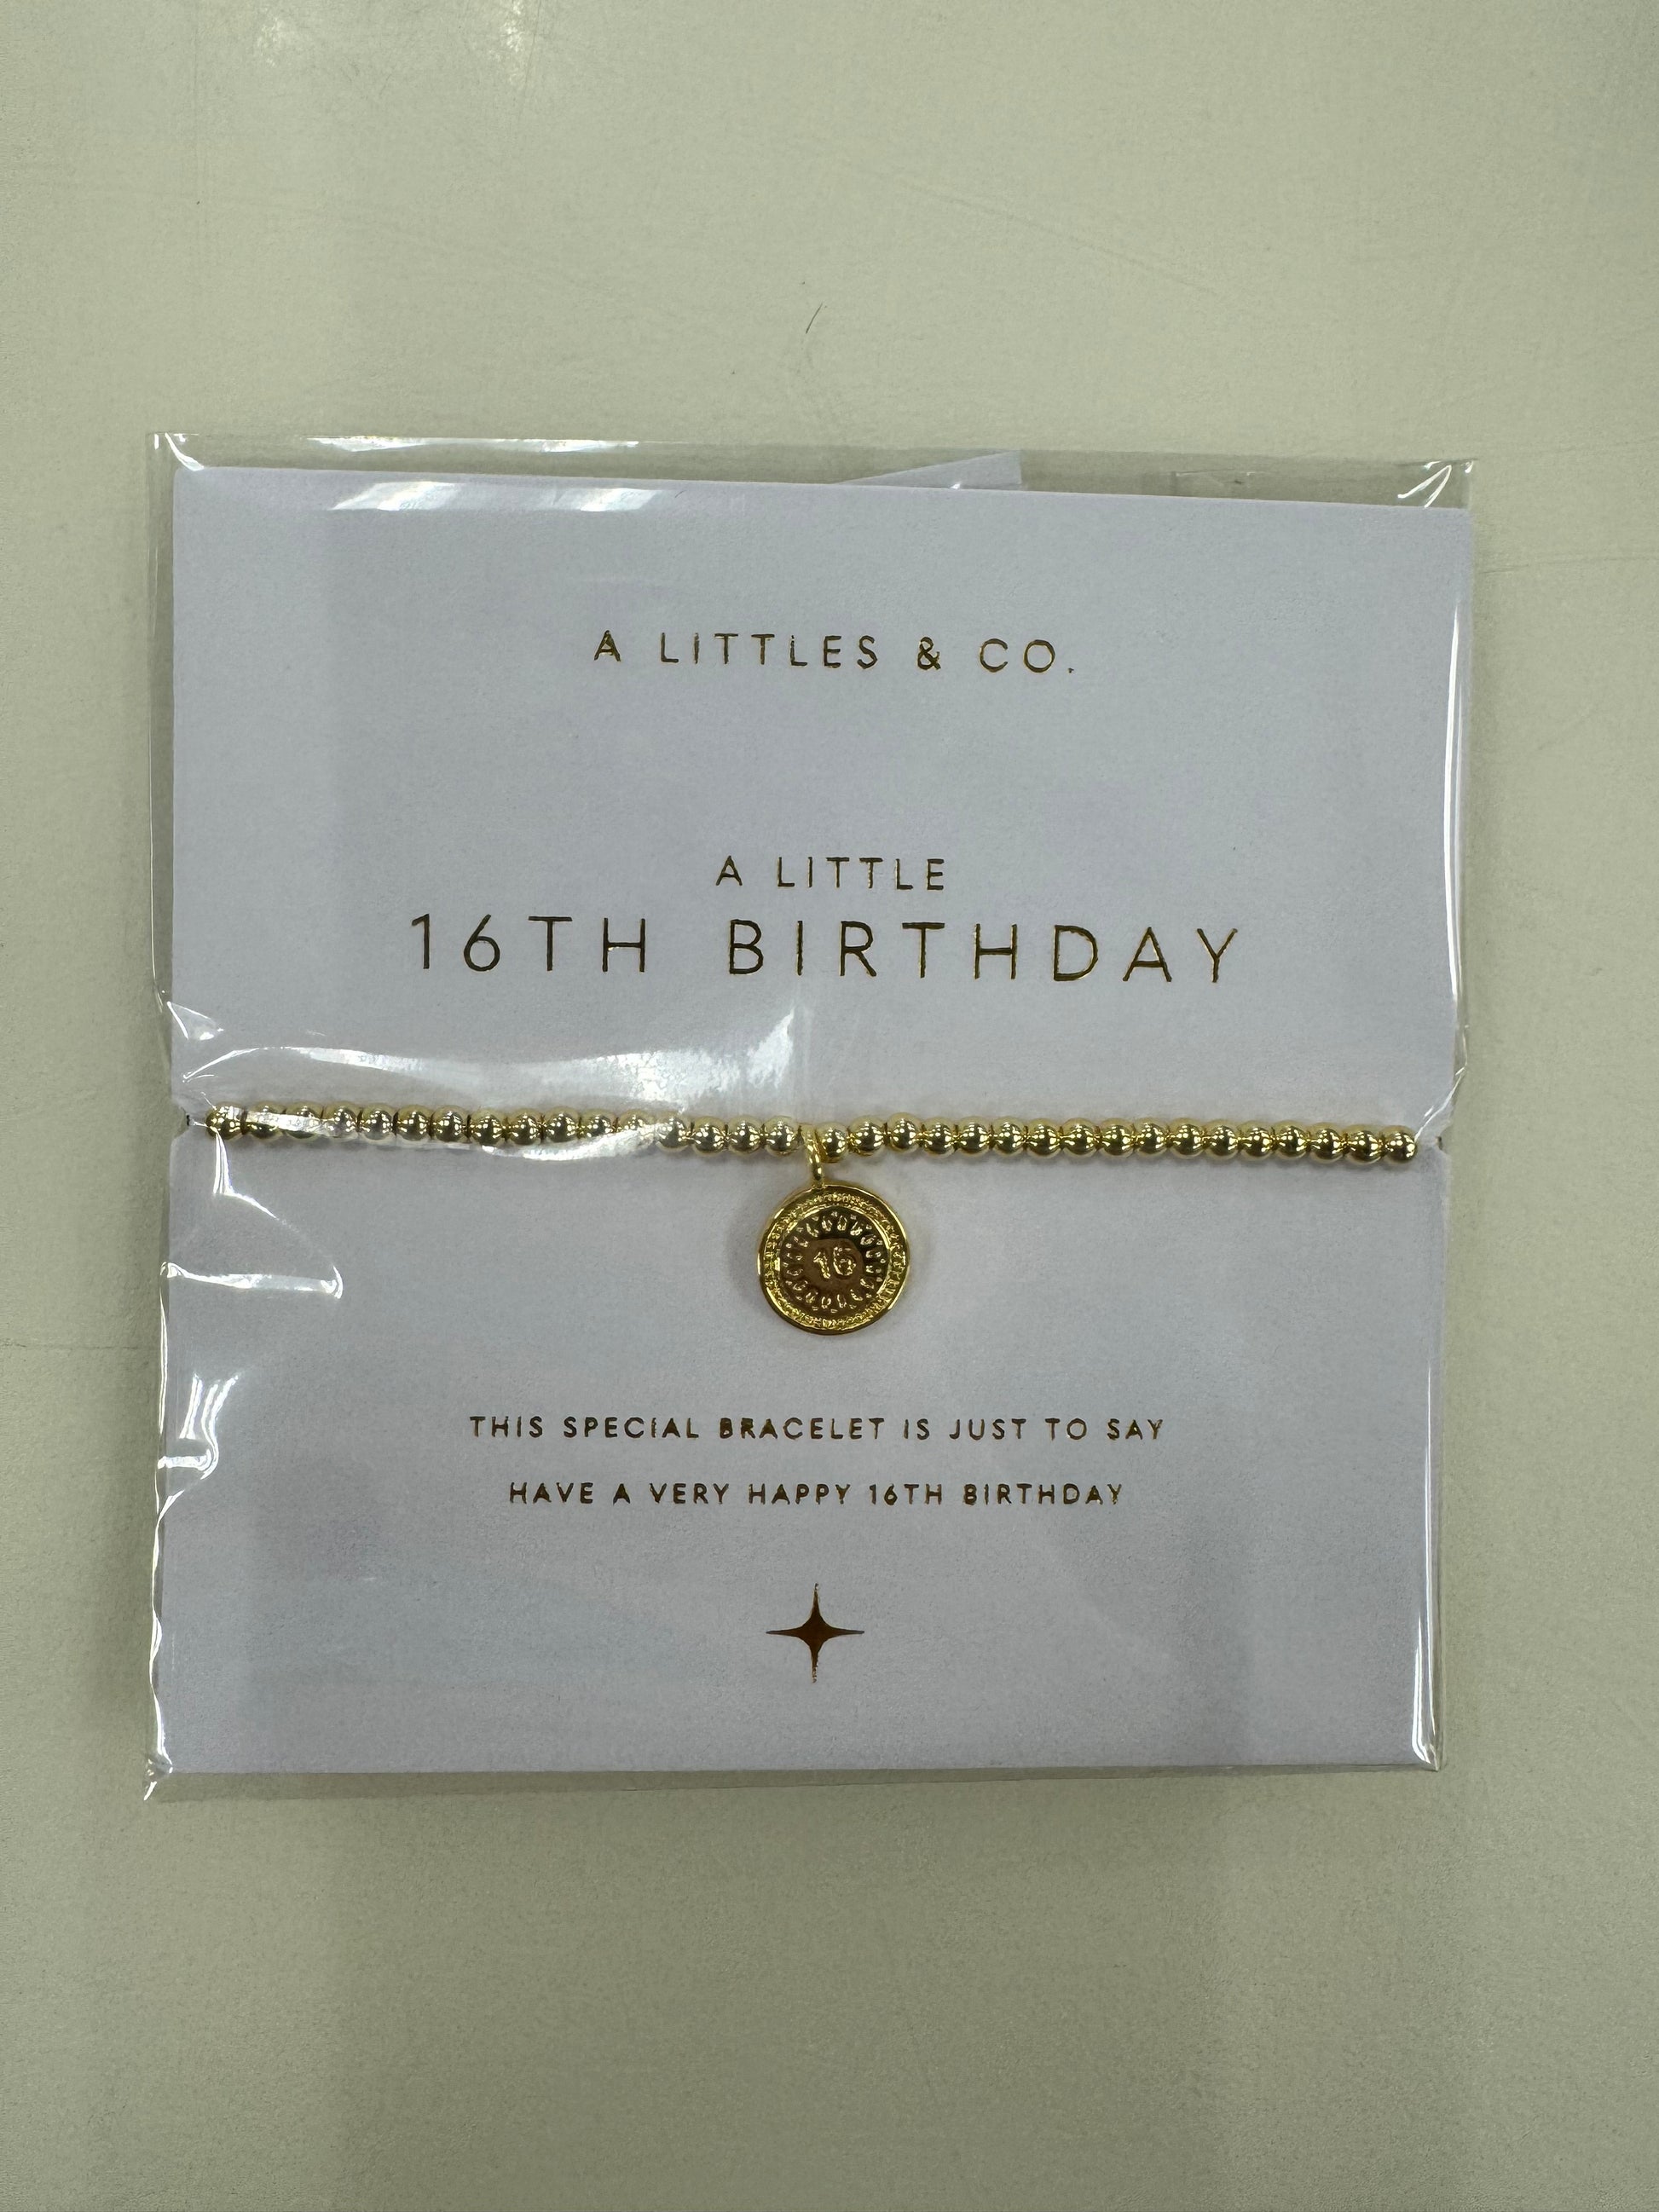 A LITTLES & CO.
A LITTLE
16TH BIRTHDAY
16
THIS SPECIAL BRACELET IS JUST TO SAY
HAVE A VERY HAPPY 16TH BIRTHDAY